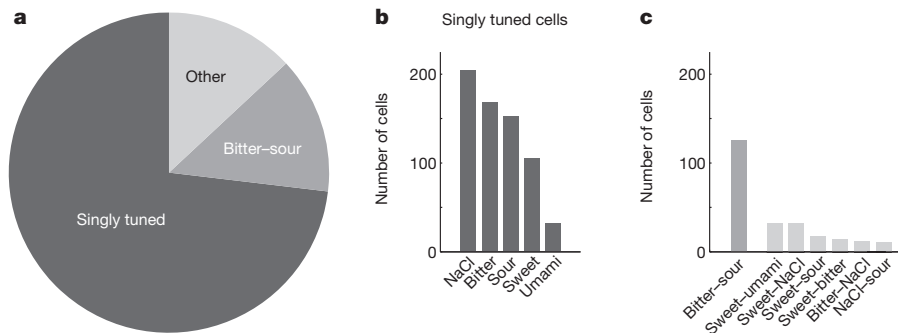 a
Other
Bitter–sour
Singly tuned
b
Singly tuned cells
Number of cells
200
100
0
NaCl
Bitter
Sour
Sweet
Umami
c
Number of cells
200
100
0
Bitter–sour
Sweet–umami
Sweet–NaCl
Sweet–sour
Sweet–bitter
Bitter–NaCl
NaCl–sour